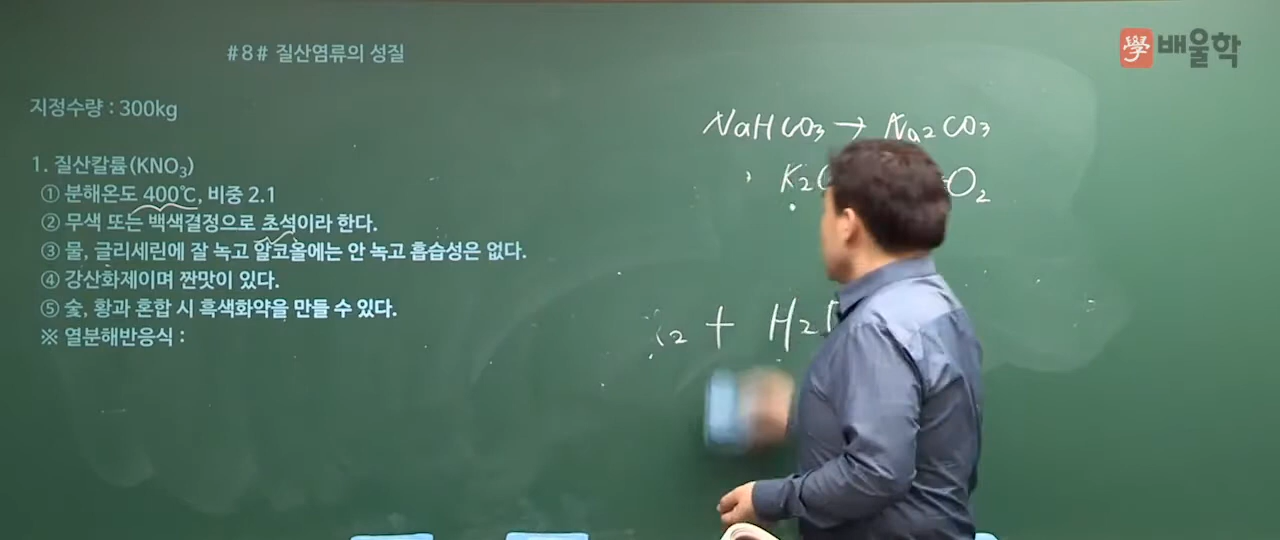 #8# 질산염류의 성질
學 배울학
지정수량 : 300kg
1. 질산칼륨(KNO₃)
① 분해온도 400℃, 비중 2.1
② 무색 또는 백색결정으로 초석이라 한다.
③ 물, 글리세린에 잘 녹고 알코올에는 안 녹고 흡습성은 없다.
④ 강산화제이며 짠맛이 있다.
⑤ 숯, 황과 혼합 시 흑색화약을 만들 수 있다.
※ 열분해반응식 :
NaHCO₃ → Na₂CO₃
K₂ O₂
₂ + H₂